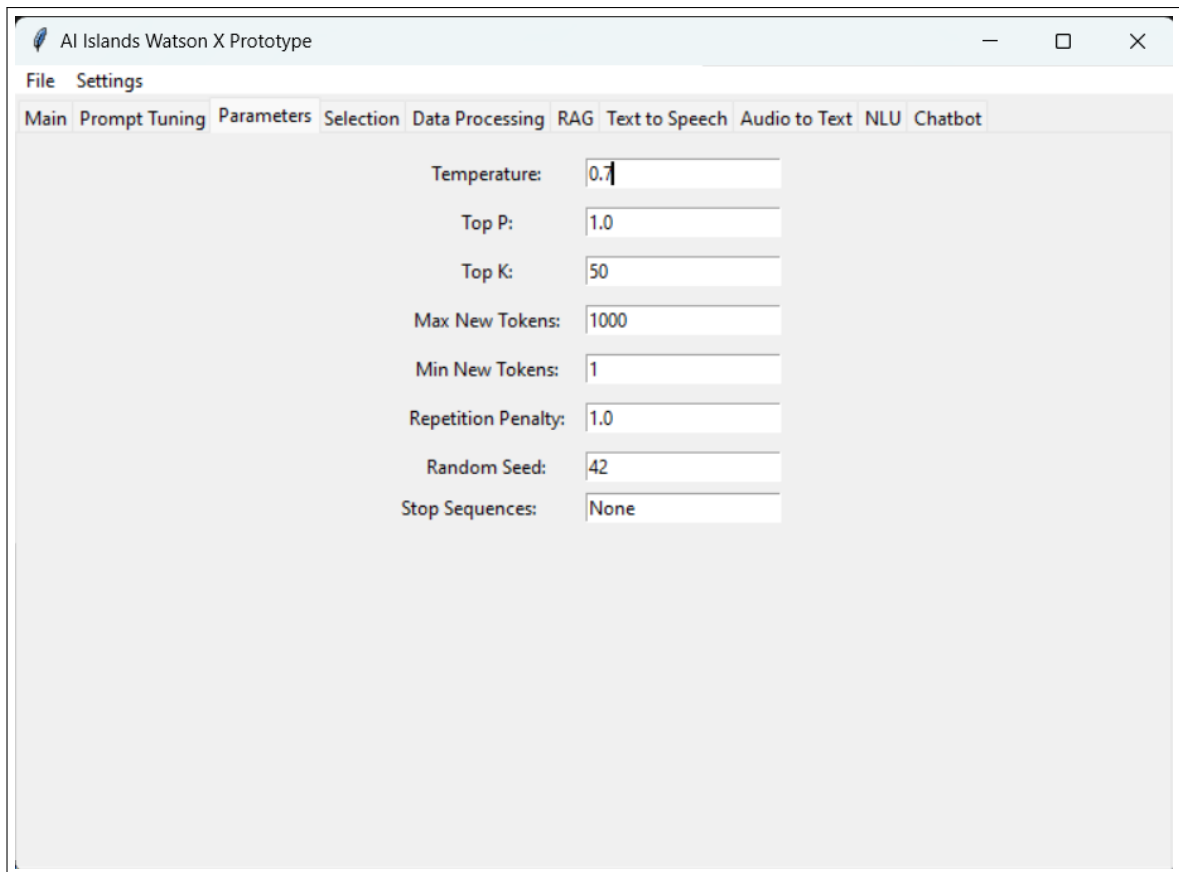 AI Islands Watson X Prototype
File Settings
Main Prompt Tuning Parameters Selection Data Processing RAG Text to Speech Audio to Text NLU Chatbot
Temperature: 0.7
Top P: 1.0
Top K: 50
Max New Tokens: 1000
Min New Tokens: 1
Repetition Penalty: 1.0
Random Seed: 42
Stop Sequences: None